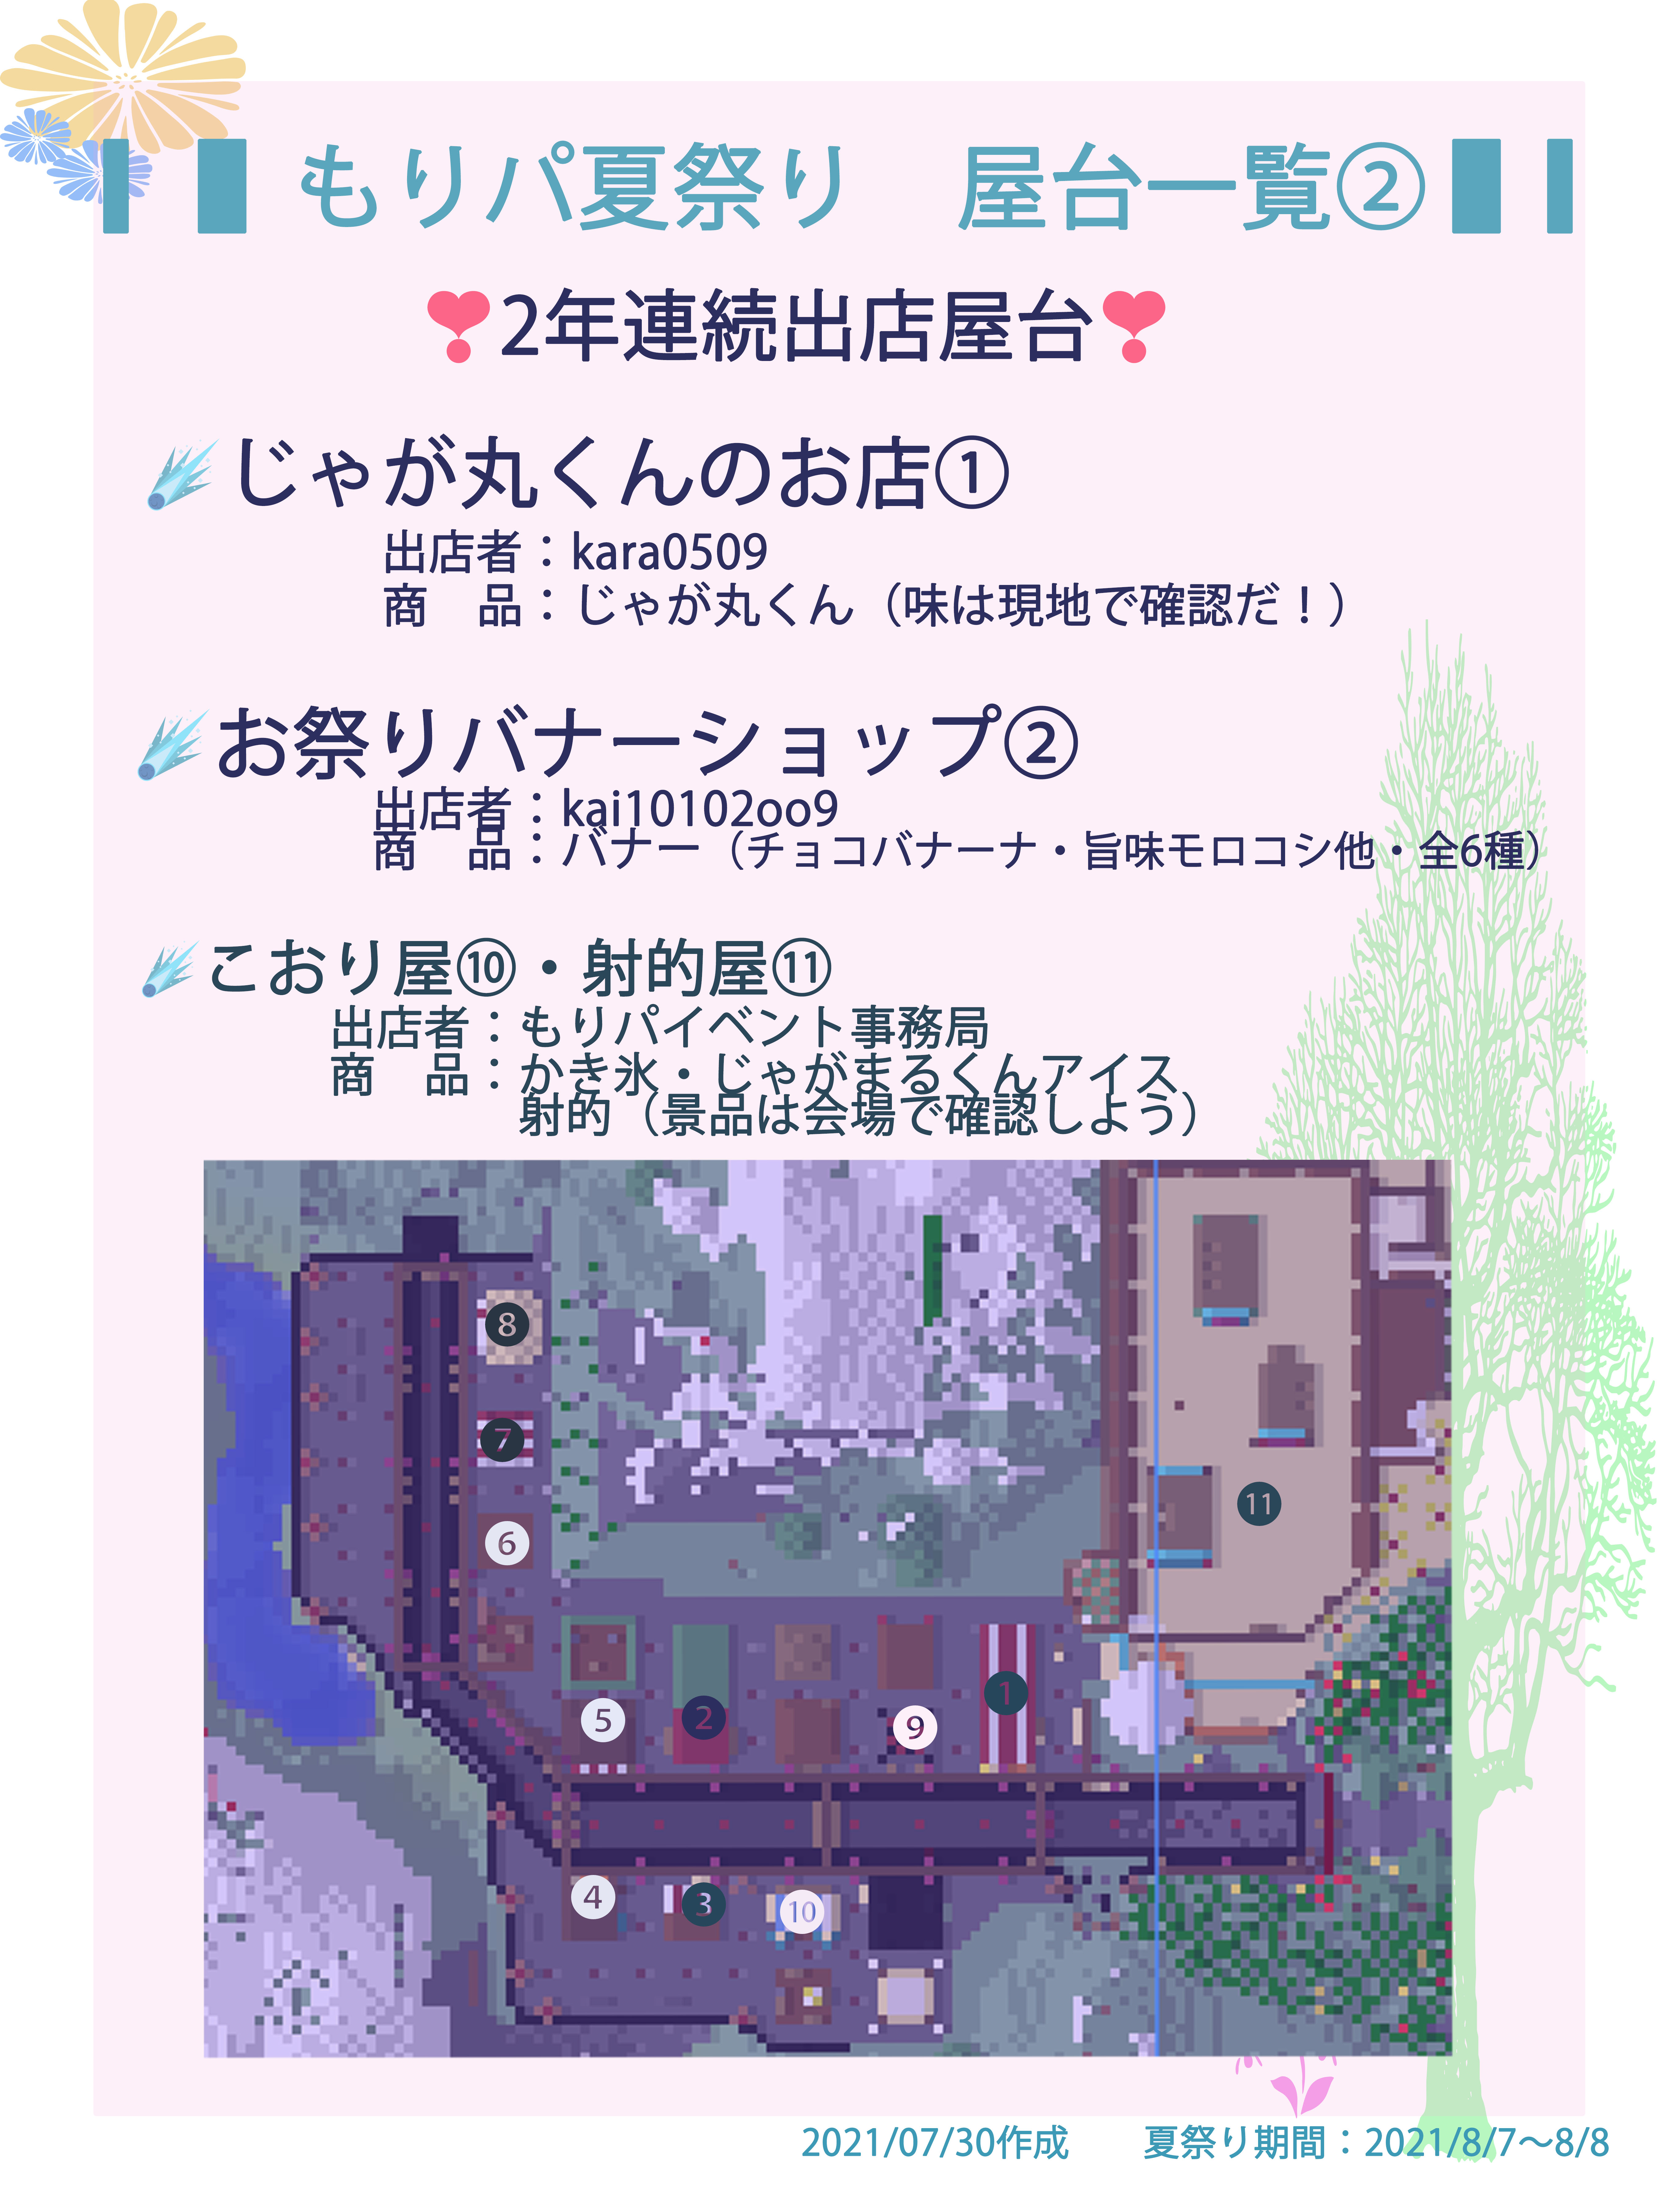 もりパ夏祭り　屋台一覧②
2年連続出店屋台
じゃが丸くんのお店①
出店者：kara0509
商　品：じゃが丸くん（味は現地で確認だ！）
お祭りバナーショップ②
出店者：kai10102oo9
商　品：バナー（チョコバナーナ・旨味モロコシ他・全6種）
こおり屋⑩・射的屋⑪
出店者：もりパイベント事務局
商　品：かき氷・じゃがまるくんアイス
射的（景品は会場で確認しよう）
8
7
11
6
1
5
2
9
4
3
10
2021/07/30作成　　夏祭り期間：2021/8/7～8/8